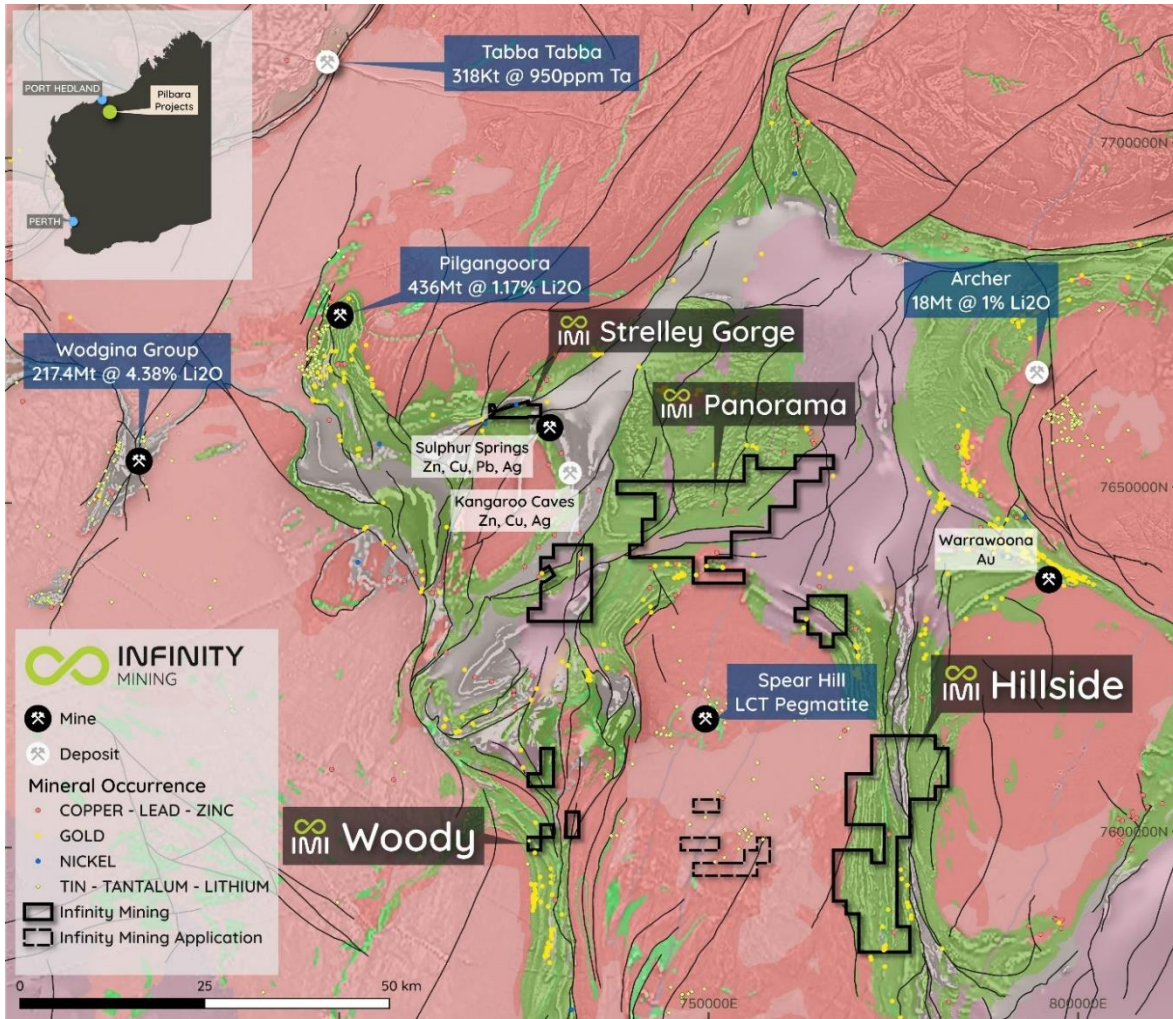 Tabba Tabba
318Kt @ 950ppm Ta
PORT HEDLAND
Pilbara
Projects
PERTH
7700000N
Pilgangoora
436Mt @ 1.17% Li2O
Archer
18Mt @ 1% Li2O
IMI Strelley Gorge
Wodgina Group
217.4Mt @ 4.38% Li2O
IMI Panorama
Sulphur Springs
Zn, Cu, Pb, Ag
Kangaroo Caves
Zn, Cu, Ag
7650000N
Warrawoona
Au
INFINITY
MINING
Mine
Deposit
Mineral Occurrence
COPPER - LEAD - ZINC
GOLD
NICKEL
TIN - TANTALUM - LITHIUM
Infinity Mining
Infinity Mining Application
Spear Hill
LCT Pegmatite
IMI Hillside
IMI Woody
7600000N
0 25 50 km
750000E
800000E